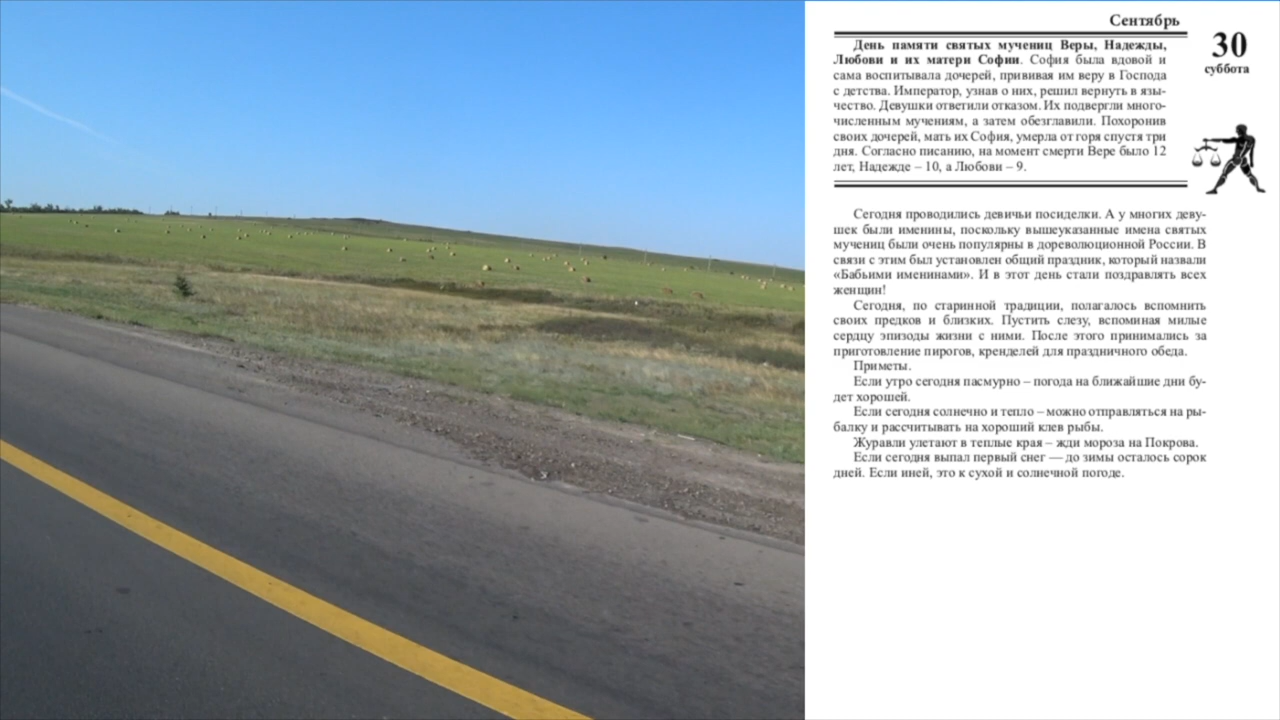 Сентябрь
30
суббота
День памяти святых мучениц Веры, Надежды,
Любови и их матери Софии. София была вдовой и
сама воспитывала дочерей, прививая им веру в Господа
с детства. Император, узнав о них, решил вернуть в язы-
чество. Девушки ответили отказом. Их подвергли много-
численным мучениям, а затем обезглавили. Похоронив
своих дочерей, мать их София, умерла от горя спустя три
дня. Согласно писанию, на момент смерти Вере было 12
лет, Надежде – 10, а Любови – 9.
Сегодня проводились девичьи посиделки. А у многих деву-
шек были именины, поскольку вышеуказанные имена святых
мучениц были очень популярны в дореволюционной России. В
связи с этим был установлен общий праздник, который назвали
«Бабьими именинами». И в этот день стали поздравлять всех
женщин!
Сегодня, по старинной традиции, полагалось вспомнить
своих предков и близких. Пустить слезу, вспоминая милые
сердцу эпизоды жизни с ними. После этого принимались за
приготовление пирогов, кренделей для праздничного обеда.
Приметы.
Если утро сегодня пасмурно – погода на ближайшие дни бу-
дет хорошей.
Если сегодня солнечно и тепло – можно отправляться на ры-
балку и рассчитывать на хороший клев рыбы.
Журавли улетают в теплые края – жди мороза на Покрова.
Если сегодня выпал первый снег — до зимы осталось сорок
дней. Если иней, это к сухой и солнечной погоде.